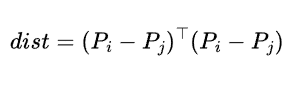 dist = (P_i − P_j)^⊤(P_i − P_j)